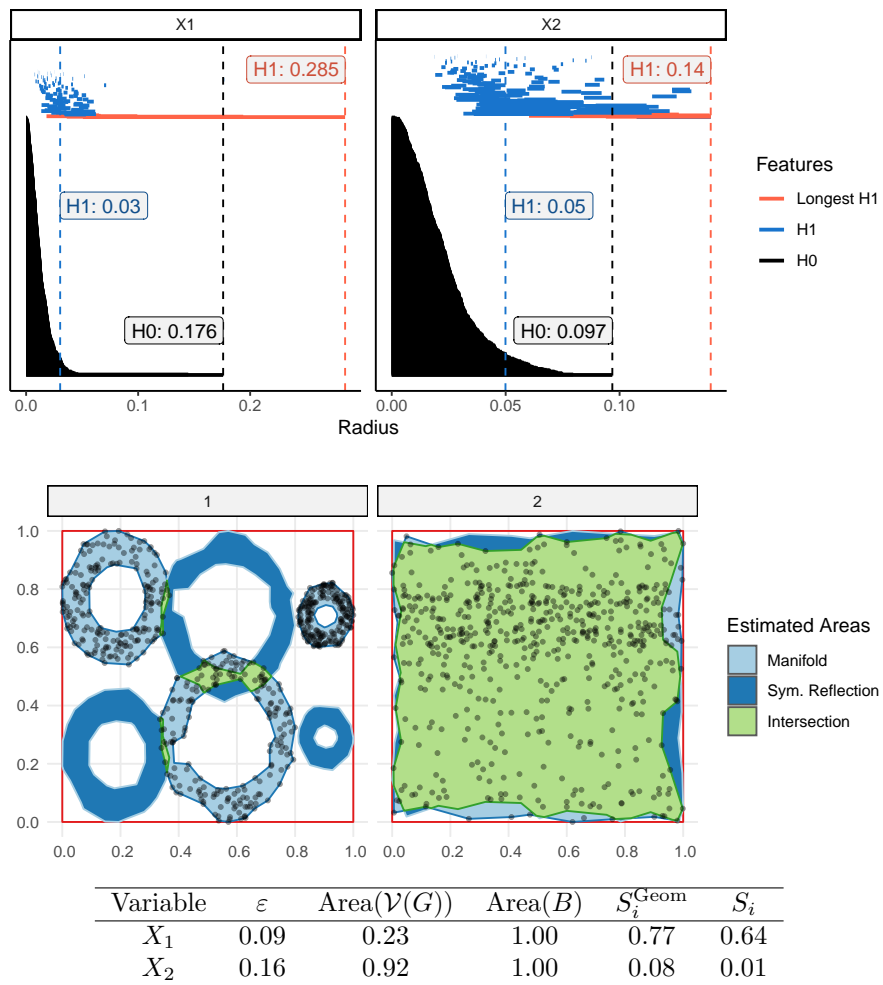 X1 X2
H1: 0.285 H1: 0.14
H1: 0.03 H1: 0.05
H0: 0.176 H0: 0.097
0.0 0.1 0.2 0.00 0.05 0.10
Radius
Features
Longest H1
H1
H0
1 2
1.0
0.8
0.6
0.4
0.2
0.0
0.0 0.2 0.4 0.6 0.8 1.0 0.0 0.2 0.4 0.6 0.8 1.0
Estimated Areas
Manifold
Sym. Reflection
Intersection
Variable ε Area(𝒱(G)) Area(B) S_i^Geom S_i
X_1 0.09 0.23 1.00 0.77 0.64
X_2 0.16 0.92 1.00 0.08 0.01